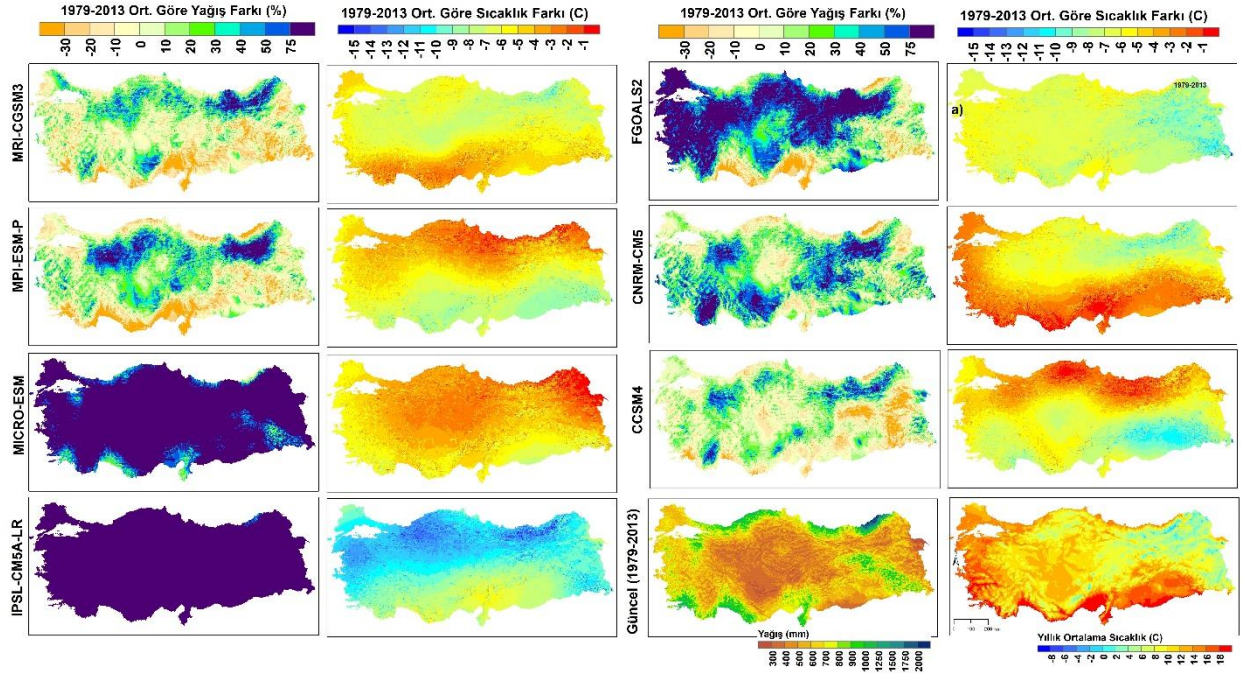 1979-2013 Ort. Göre Yağış Farkı (%)
-30 -20 -10 0 10 20 30 40 50 60 75
1979-2013 Ort. Göre Sıcaklık Farkı (C)
-15 -14 -13 -12 -11 -10 -9 -8 -7 -6 -5 -4 -3 -2 -1
1979-2013 Ort. Göre Yağış Farkı (%)
-30 -20 -10 0 10 20 30 40 50 60 75
1979-2013 Ort. Göre Sıcaklık Farkı (C)
-15 -14 -13 -12 -11 -10 -9 -8 -7 -6 -5 -4 -3 -2 -1
MRI-CGSM3
FGOALS2
a)
1979-2013
MPI-ESM-P
CNRM-CM5
MICRO-ESM
CCSM4
IPSL-CM5A-LR
Güncel (1979-2013)
Yağış (mm)
300 400 500 600 700 800 900 1000 1250 1750 2000
0 100 200
Yıllık Ortalama Sıcaklık (C)
-8 -6 -4 -2 0 2 4 6 8 10 12 14 16 18